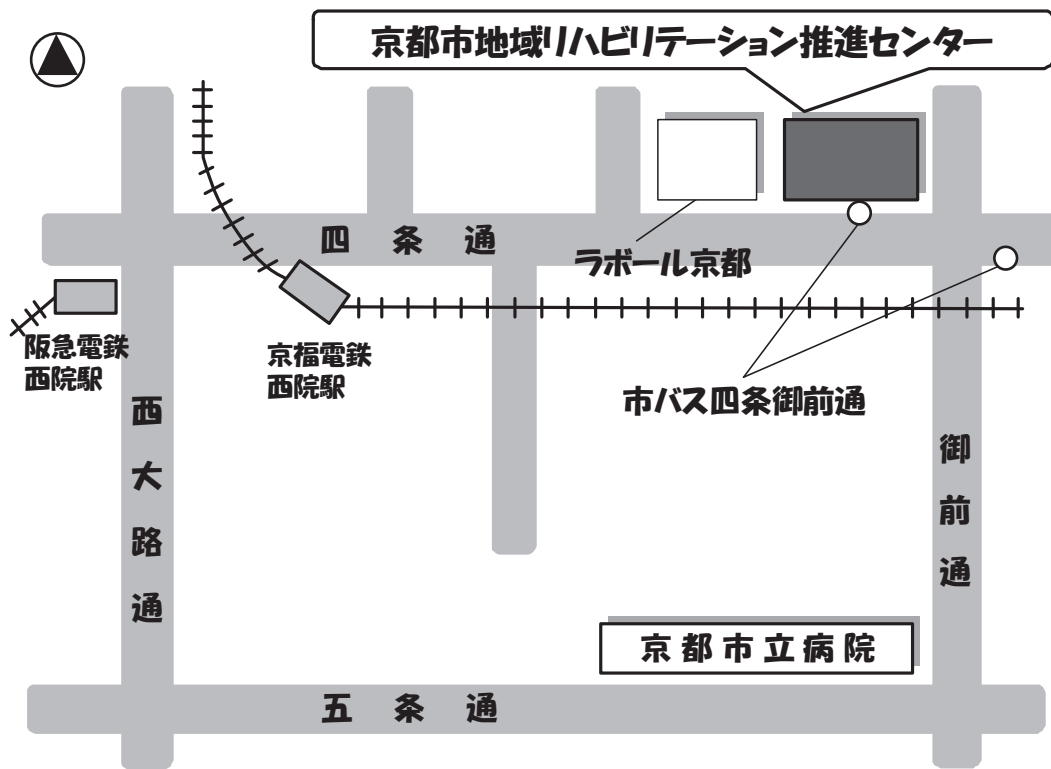 京都市地域リハビリテーション推進センター
四条通
ラボール京都
阪急電鉄
西院駅
京福電鉄
西院駅
市バス四条御前通
西大路通
御前通
京都市立病院
五条通